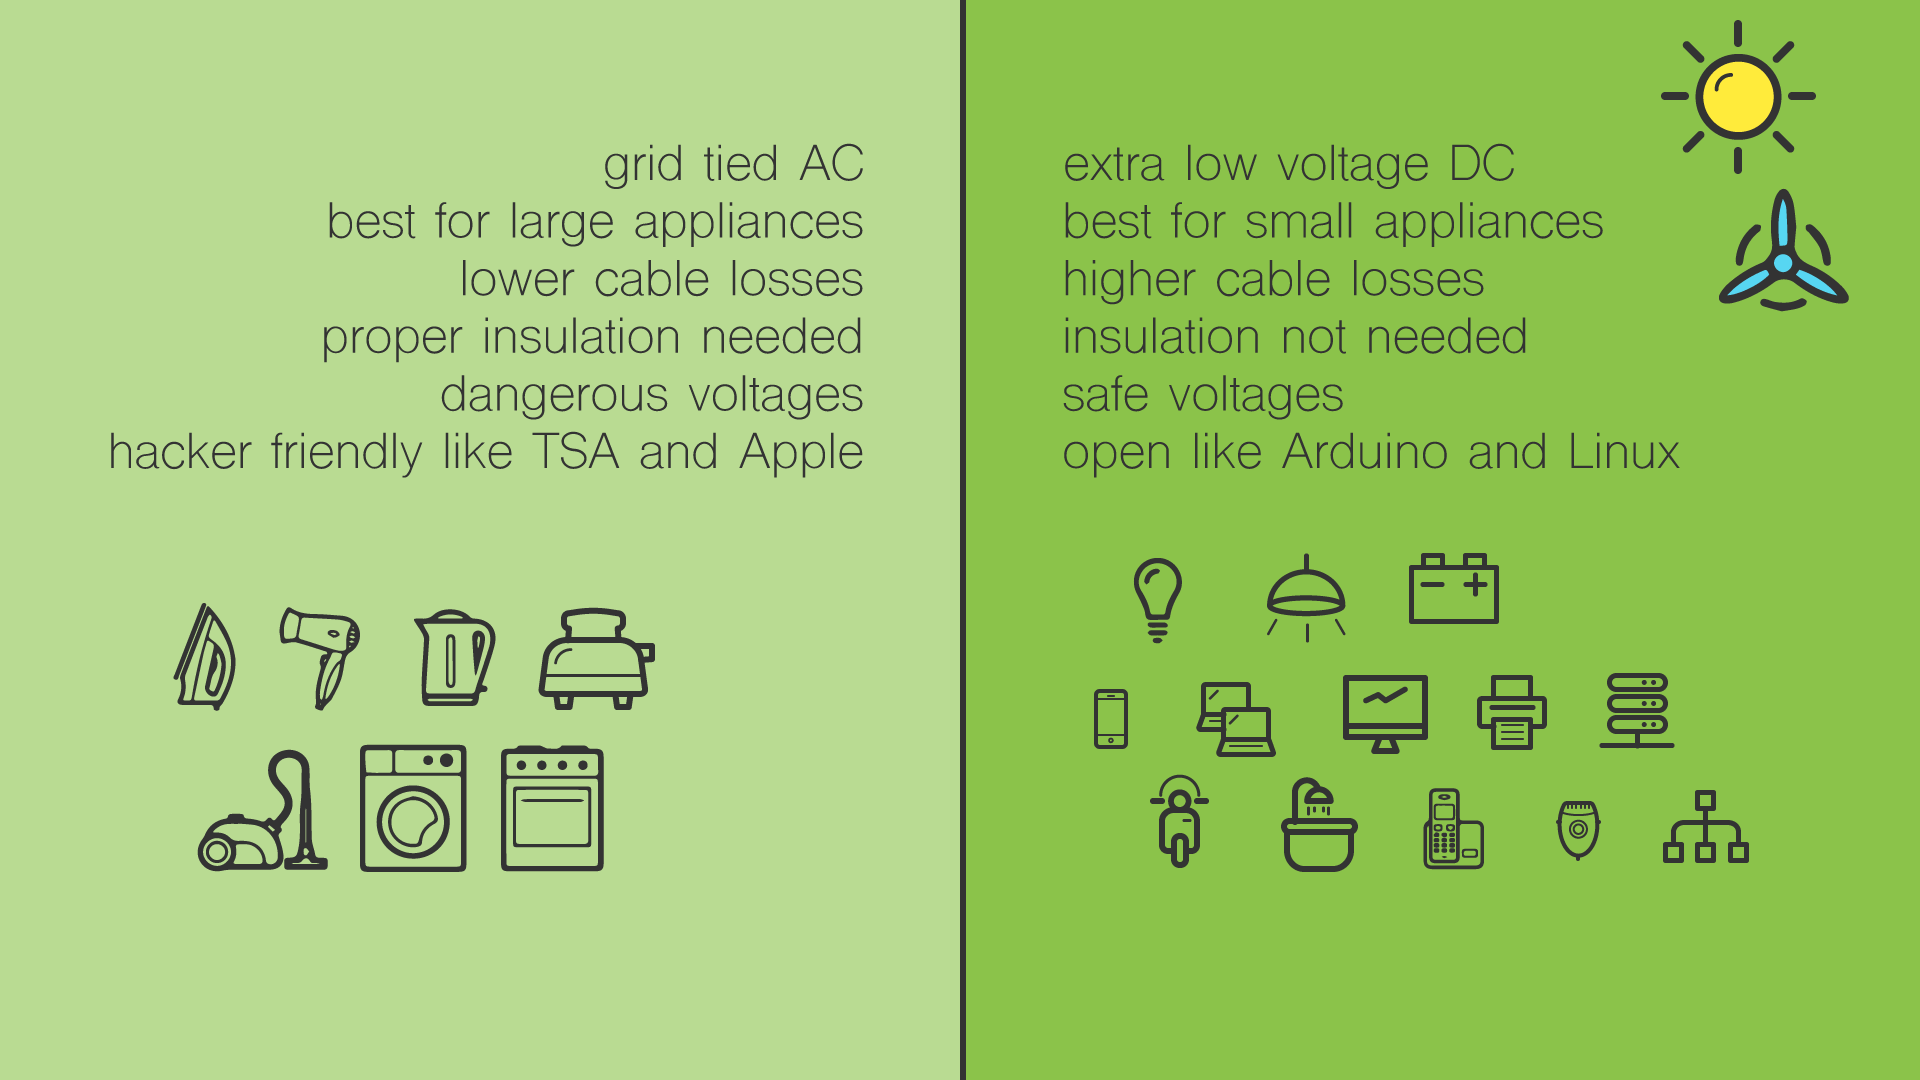 grid tied AC
best for large appliances
lower cable losses
proper insulation needed
dangerous voltages
hacker friendly like TSA and Apple
extra low voltage DC
best for small appliances
higher cable losses
insulation not needed
safe voltages
open like Arduino and Linux